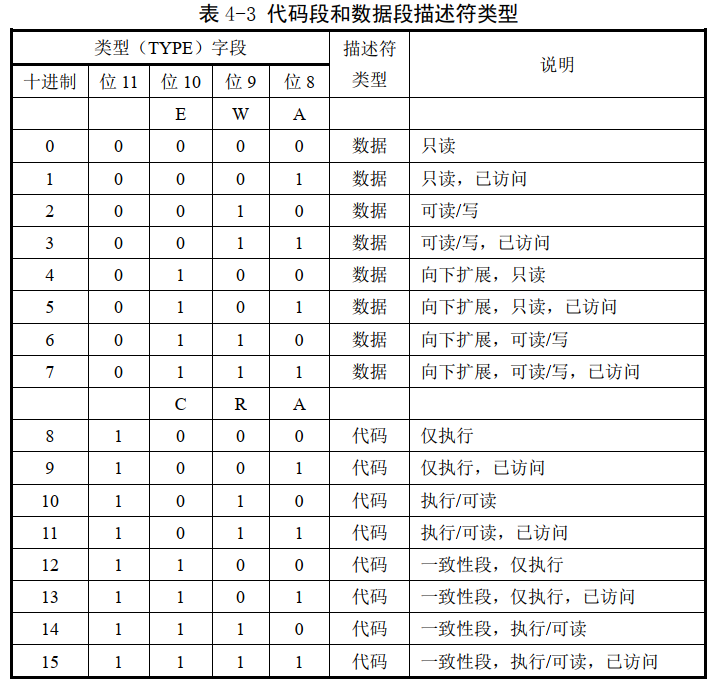 表 4-3 代码段和数据段描述符类型
类型（TYPE）字段 描述符类型 说明
十进制 位 11 位 10 位 9 位 8
E W A
0 0 0 0 0 数据 只读
1 0 0 0 1 数据 只读，已访问
2 0 0 1 0 数据 可读/写
3 0 0 1 1 数据 可读/写，已访问
4 0 1 0 0 数据 向下扩展，只读
5 0 1 0 1 数据 向下扩展，只读，已访问
6 0 1 1 0 数据 向下扩展，可读/写
7 0 1 1 1 数据 向下扩展，可读/写，已访问
C R A
8 1 0 0 0 代码 仅执行
9 1 0 0 1 代码 仅执行，已访问
10 1 0 1 0 代码 执行/可读
11 1 0 1 1 代码 执行/可读，已访问
12 1 1 0 0 代码 一致性段，仅执行
13 1 1 0 1 代码 一致性段，仅执行，已访问
14 1 1 1 0 代码 一致性段，执行/可读
15 1 1 1 1 代码 一致性段，执行/可读，已访问